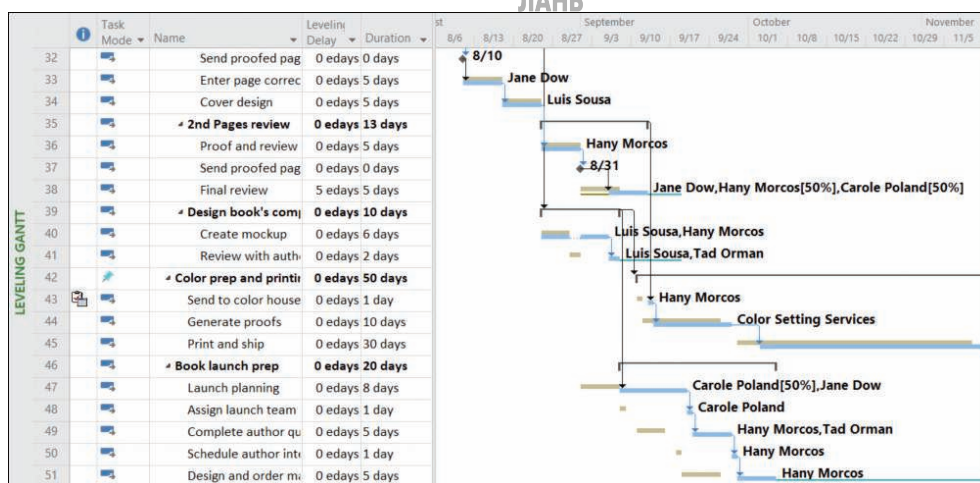 ЛАНЬ
Task Mode Name Leveling Delay Duration
st September October November
8/6 8/13 8/20 8/27 9/3 9/10 9/17 9/24 10/1 10/8 10/15 10/22 10/29 11/5
32 Send proofed pag 0 edays 0 days 8/10
33 Enter page correc 0 edays 5 days Jane Dow
34 Cover design 0 edays 5 days Luis Sousa
35 2nd Pages review 0 edays 13 days
36 Proof and review 0 edays 5 days Hany Morcos
37 Send proofed pag 0 edays 0 days 8/31
38 Final review 5 edays 5 days Jane Dow,Hany Morcos[50%],Carole Poland[50%]
39 Design book's comp 0 edays 10 days
40 Create mockup 0 edays 6 days Luis Sousa,Hany Morcos
41 Review with auth 0 edays 2 days Luis Sousa,Tad Orman
42 Color prep and printin 0 edays 50 days
43 Send to color house 0 edays 1 day Hany Morcos
44 Generate proofs 0 edays 10 days Color Setting Services
45 Print and ship 0 edays 30 days
46 Book launch prep 0 edays 20 days
47 Launch planning 0 edays 8 days Carole Poland[50%],Jane Dow
48 Assign launch team 0 edays 1 day Carole Poland
49 Complete author qu 0 edays 5 days Hany Morcos,Tad Orman
50 Schedule author inte 0 edays 1 day Hany Morcos
51 Design and order ma 0 edays 5 days Hany Morcos
LEVELING GANTT